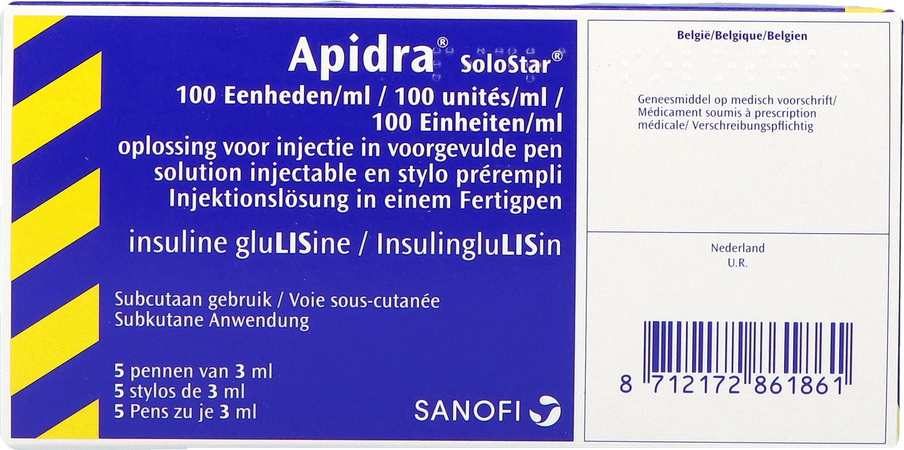 Apidra® SoloStar®
100 Eenheden/ml / 100 unités/ml /
100 Einheiten/ml
oplossing voor injectie in voorgevulde pen
solution injectable en stylo prérempli
Injektionslösung in einem Fertigpen
insuline gluLISine / InsulingluLISin
Subcutaan gebruik / Voie sous-cutanée
Subkutane Anwendung
5 pennen van 3 ml
5 stylos de 3 ml
5 Pens zu je 3 ml
SANOFI
België/Belgique/Belgien
Geneesmiddel op medisch voorschrift/
Médicament soumis à prescription
médicale/ Verschreibungspflichtig
Nederland
U.R.
8 712172 861861